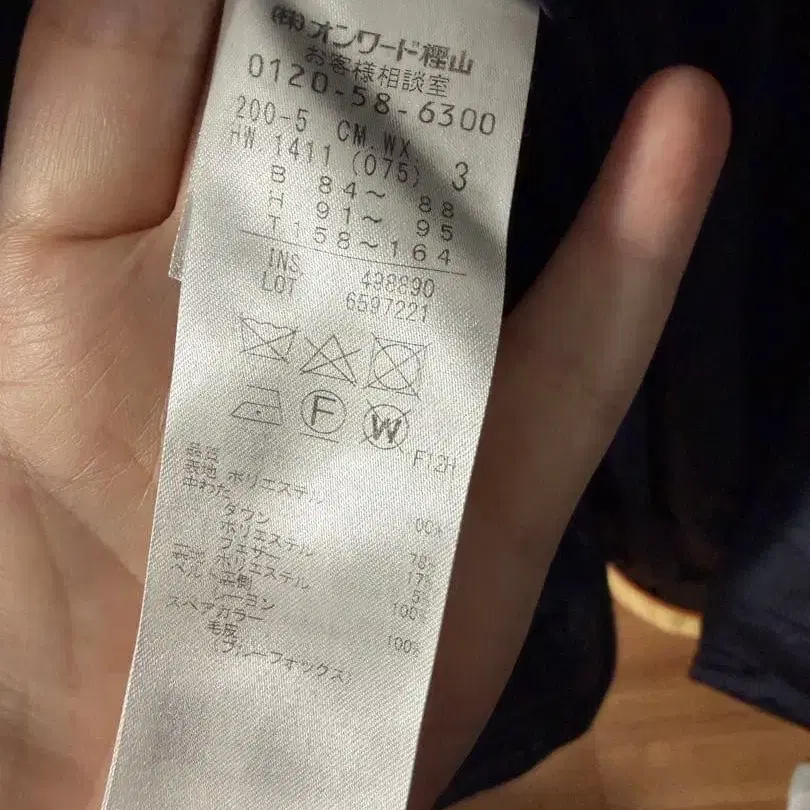 (株)オンワード樫山
お客様相談室
0120-58-6300
200-5 CM.WX 3
HW 1411 (075)
B 84～ 88
H 91～ 95
T 158～164
INS. 498890
LOT 6597221
F
W
F12H
品質
表地 ポリエステル
100%
中わた
ダウン 78%
ポリエステル 17%
フェザー 5%
ポリエステル 100%
ベルト
100%
スペアカラー
毛皮
(ブルーフォックス)